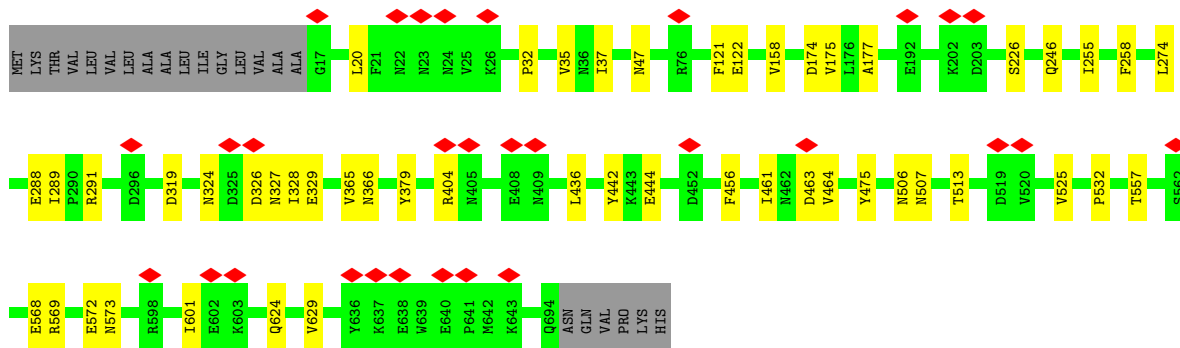 MET LYS THR VAL LEU VAL LEU ALA ALA LEU ILE GLY LEU VAL ALA ALA G17 L20 F21 N22 N23 N24 V25 K26 P32 V35 N36 I37 N47 R76 F121 E122 V158 D174 V175 L176 A177 E192 K202 D203 S226 Q246 I255 F258 L274
E288 I289 P290 R291 D296 D319 N324 D325 D326 N327 I328 E329 V365 N366 Y379 R404 N405 E408 N409 L436 Y442 K443 E444 D452 F456 I461 N462 D463 V464 Y475 N506 N507 T513 D519 V520 V525 P532 T557 S562
E568 R569 E572 N573 R598 I601 E602 K603 Q624 V629 Y636 K637 E638 W639 E640 P641 M642 K643 Q694 ASN GLN VAL PRO LYS HIS